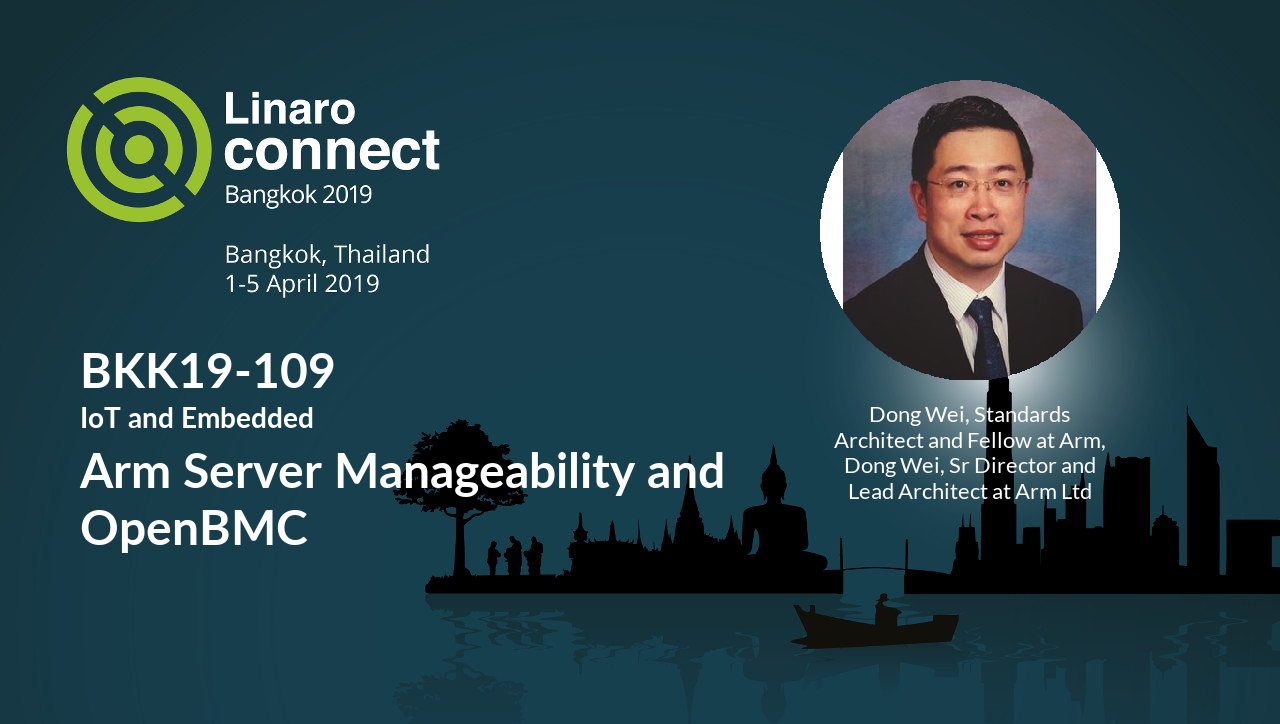 Linaro
connect
Bangkok 2019
Bangkok, Thailand
1-5 April 2019
BKK19-109
IoT and Embedded
Arm Server Manageability and
OpenBMC
Dong Wei, Standards
Architect and Fellow at Arm,
Dong Wei, Sr Director and
Lead Architect at Arm Ltd